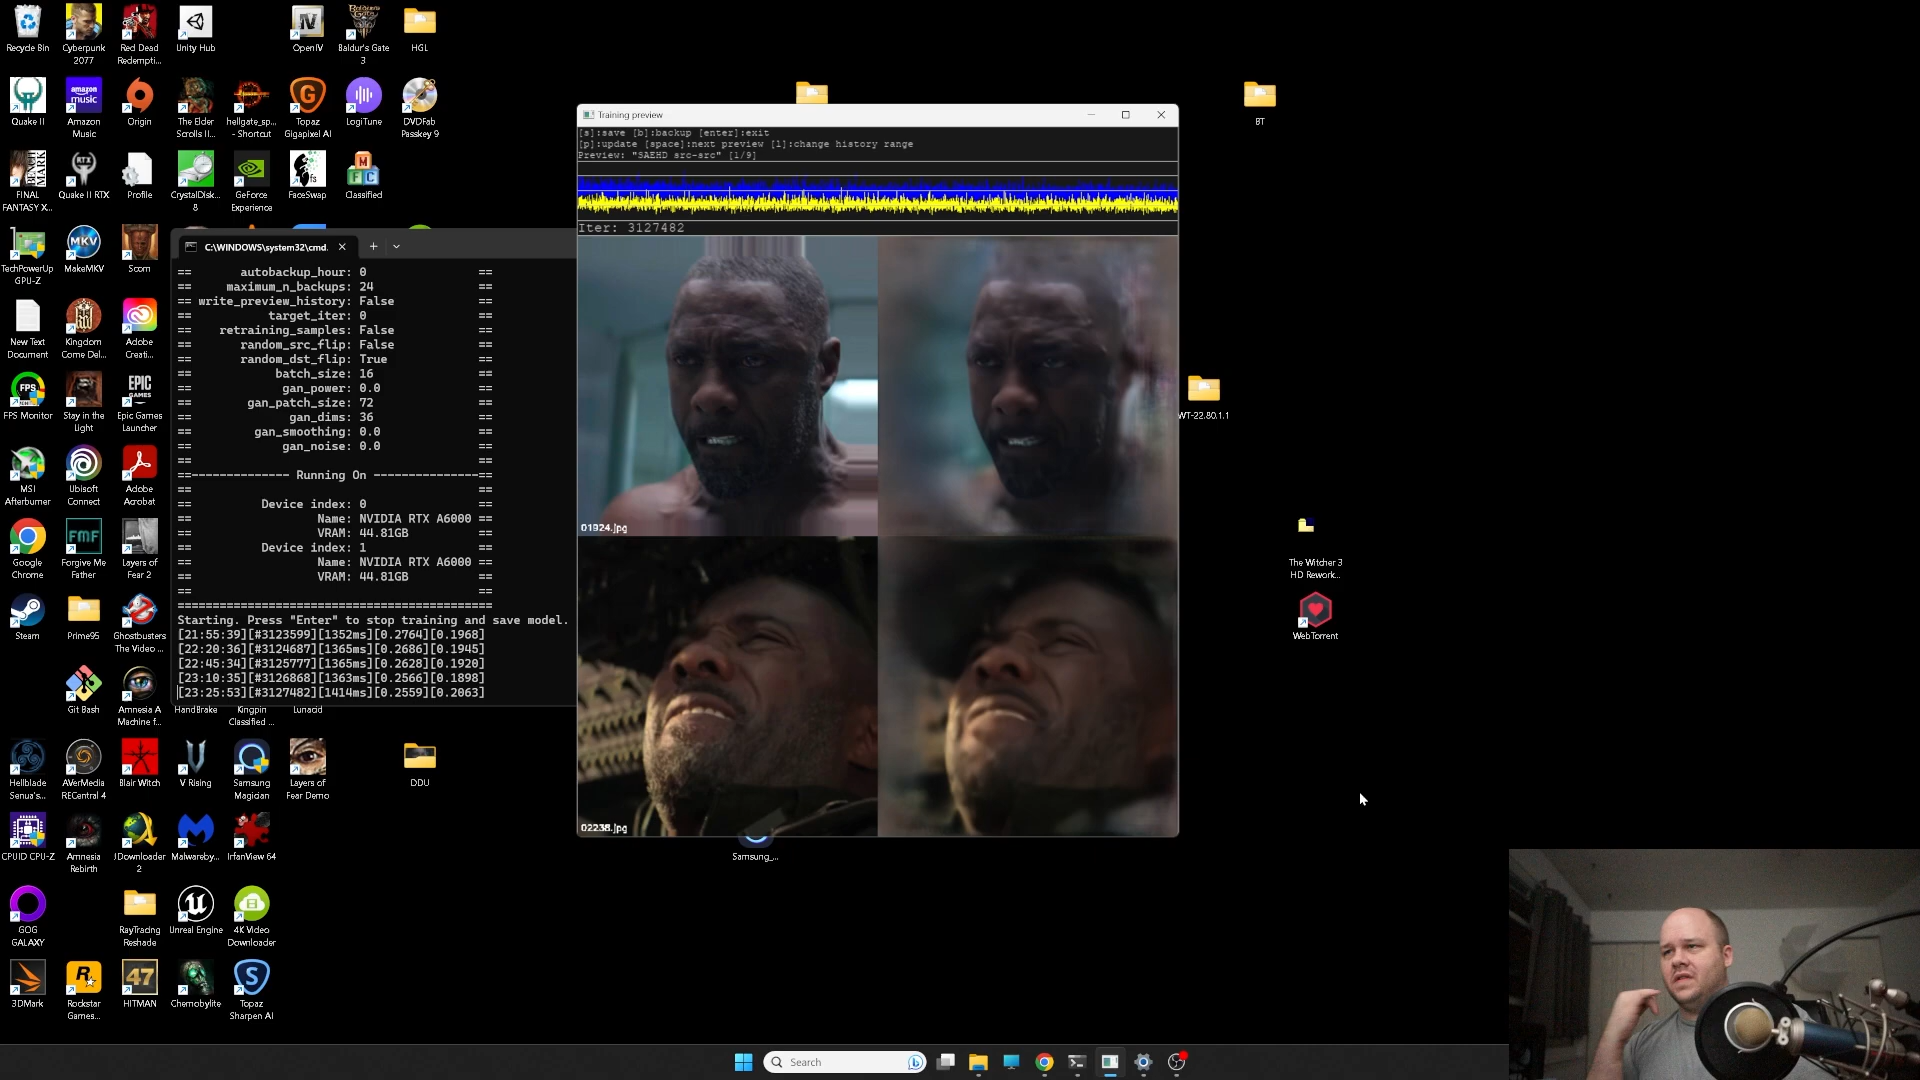 Recycle Bin
Cyberpunk
2077
Red Dead
Redempti...
Unity Hub
OpenIV
Baldur's Gate
3
HGL
Quake II
amazon
music
Amazon
Music
Origin
The Elder
Scrolls II...
hellgate_sp...
- Shortcut
Topaz
Gigapixel AI
LogiTune
DVDFab
Passkey 9
BT
FINAL
FANTASY X...
RTX
Quake II RTX
Profile
CrystalDisk...
8
GeForce
Experience
fs
FaceSwap
M
F C
Classified
TechPowerUp
GPU-Z
MKV
MakeMKV
Scorn
New Text
Document
Kingdom
Come Del...
Adobe
Creati...
FPS
FPS Monitor
Stay in the
Light
EPIC
GAMES
Epic Games
Launcher
MSI
Afterburner
Ubisoft
Connect
Adobe
Acrobat
Google
Chrome
FMF
Forgive Me
Father
Layers of
Fear 2
Steam
Prime95
Ghostbusters
The Video ...
Git Bash
Amnesia A
Machine f...
HandBrake
Kingpin
Classified ...
Lunacid
Hellblade
Senua's...
AVerMedia
RECentral 4
Blair Witch
V Rising
Samsung
Magician
Layers of
Fear Demo
DDU
CPUID CPU-Z
Amnesia
Rebirth
JDownloader
2
Malwareby...
IrfanView 64
GOG
GALAXY
RayTracing
Reshade
Unreal Engine
4K Video
Downloader
3DMark
Rockstar
Games...
47
HITMAN
Chernobylite
Topaz
Sharpen AI
C:\WINDOWS\system32\cmd.
== autobackup_hour: 0 ==
== maximum_n_backups: 24 ==
== write_preview_history: False ==
== target_iter: 0 ==
== retraining_samples: False ==
== random_src_flip: False ==
== random_dst_flip: True ==
== batch_size: 16 ==
== gan_power: 0.0 ==
== gan_patch_size: 72 ==
== gan_dims: 36 ==
== gan_smoothing: 0.0 ==
== gan_noise: 0.0 ==
== ==
==-------------- Running On ---------------==
== ==
== Device index: 0 ==
== Name: NVIDIA RTX A6000 ==
== VRAM: 44.81GB ==
== Device index: 1 ==
== Name: NVIDIA RTX A6000 ==
== VRAM: 44.81GB ==
== ==
=============================================
Starting. Press "Enter" to stop training and save model.
[21:55:39][#3123599][1352ms][0.2764][0.1968]
[22:20:36][#3124687][1365ms][0.2686][0.1945]
[22:45:34][#3125777][1365ms][0.2628][0.1920]
[23:10:35][#3126868][1363ms][0.2566][0.1898]
[23:25:53][#3127482][1414ms][0.2559][0.2063]
Training preview
[s]:save [b]:backup [enter]:exit
[p]:update [space]:next preview [l]:change history range
Preview: "SAEHD src-src" [1/9]
Iter: 3127482
01924.jpg
02238.jpg
WT-22.80.1.1
The Witcher 3
HD Rework...
WebTorrent
Samsung_...
Search